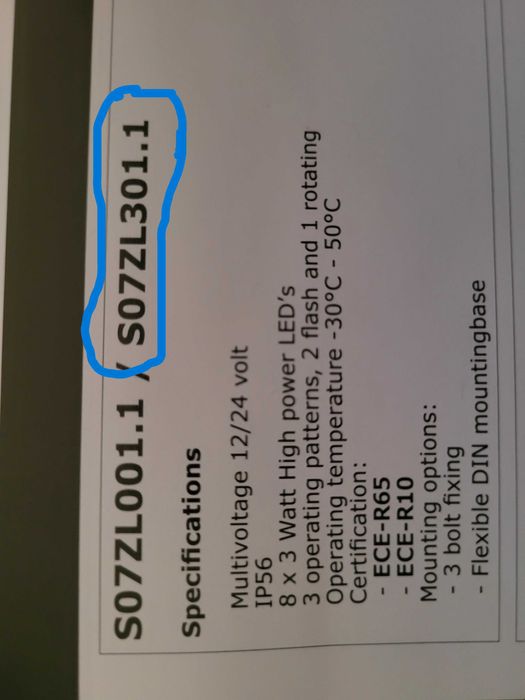 S07ZL001.1 / S07ZL301.1
Specifications
Multivoltage 12/24 volt
IP56
8 x 3 Watt High power LED's
3 operating patterns, 2 flash and 1 rotating
Operating temperature -30°C - 50°C
Certification:
- ECE-R65
- ECE-R10
Mounting options:
- 3 bolt fixing
- Flexible DIN mountingbase